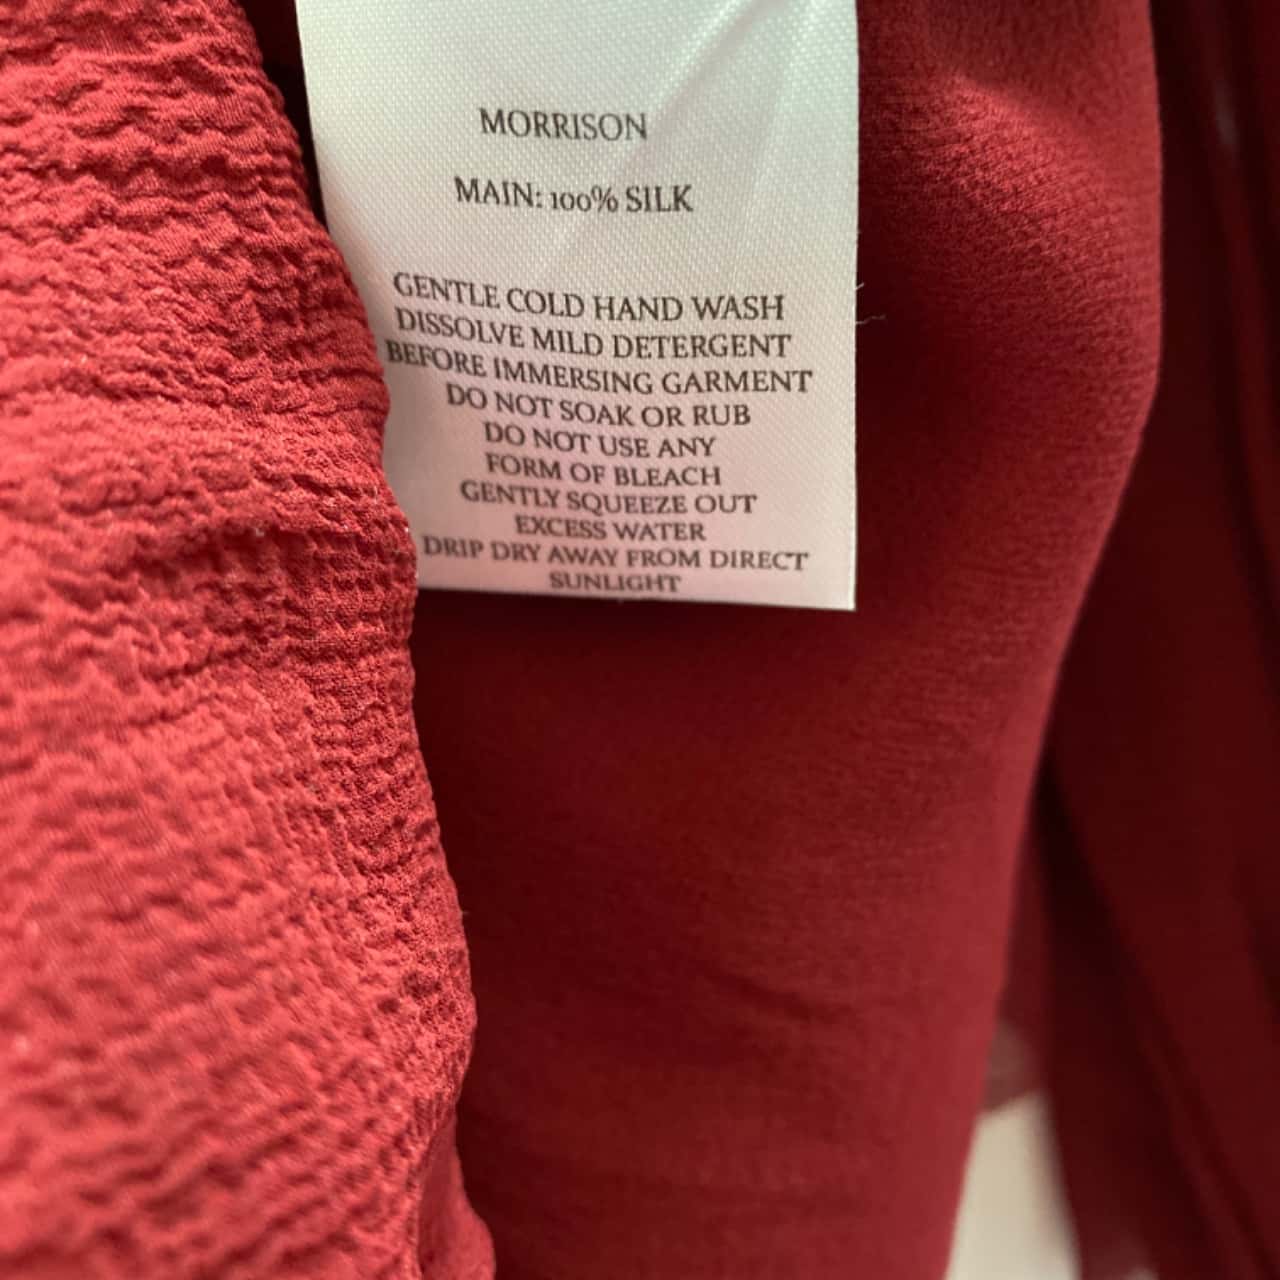 MORRISON
MAIN: 100% SILK
GENTLE COLD HAND WASH
DISSOLVE MILD DETERGENT
BEFORE IMMERSING GARMENT
DO NOT SOAK OR RUB
DO NOT USE ANY
FORM OF BLEACH
GENTLY SQUEEZE OUT
EXCESS WATER
DRIP DRY AWAY FROM DIRECT
SUNLIGHT